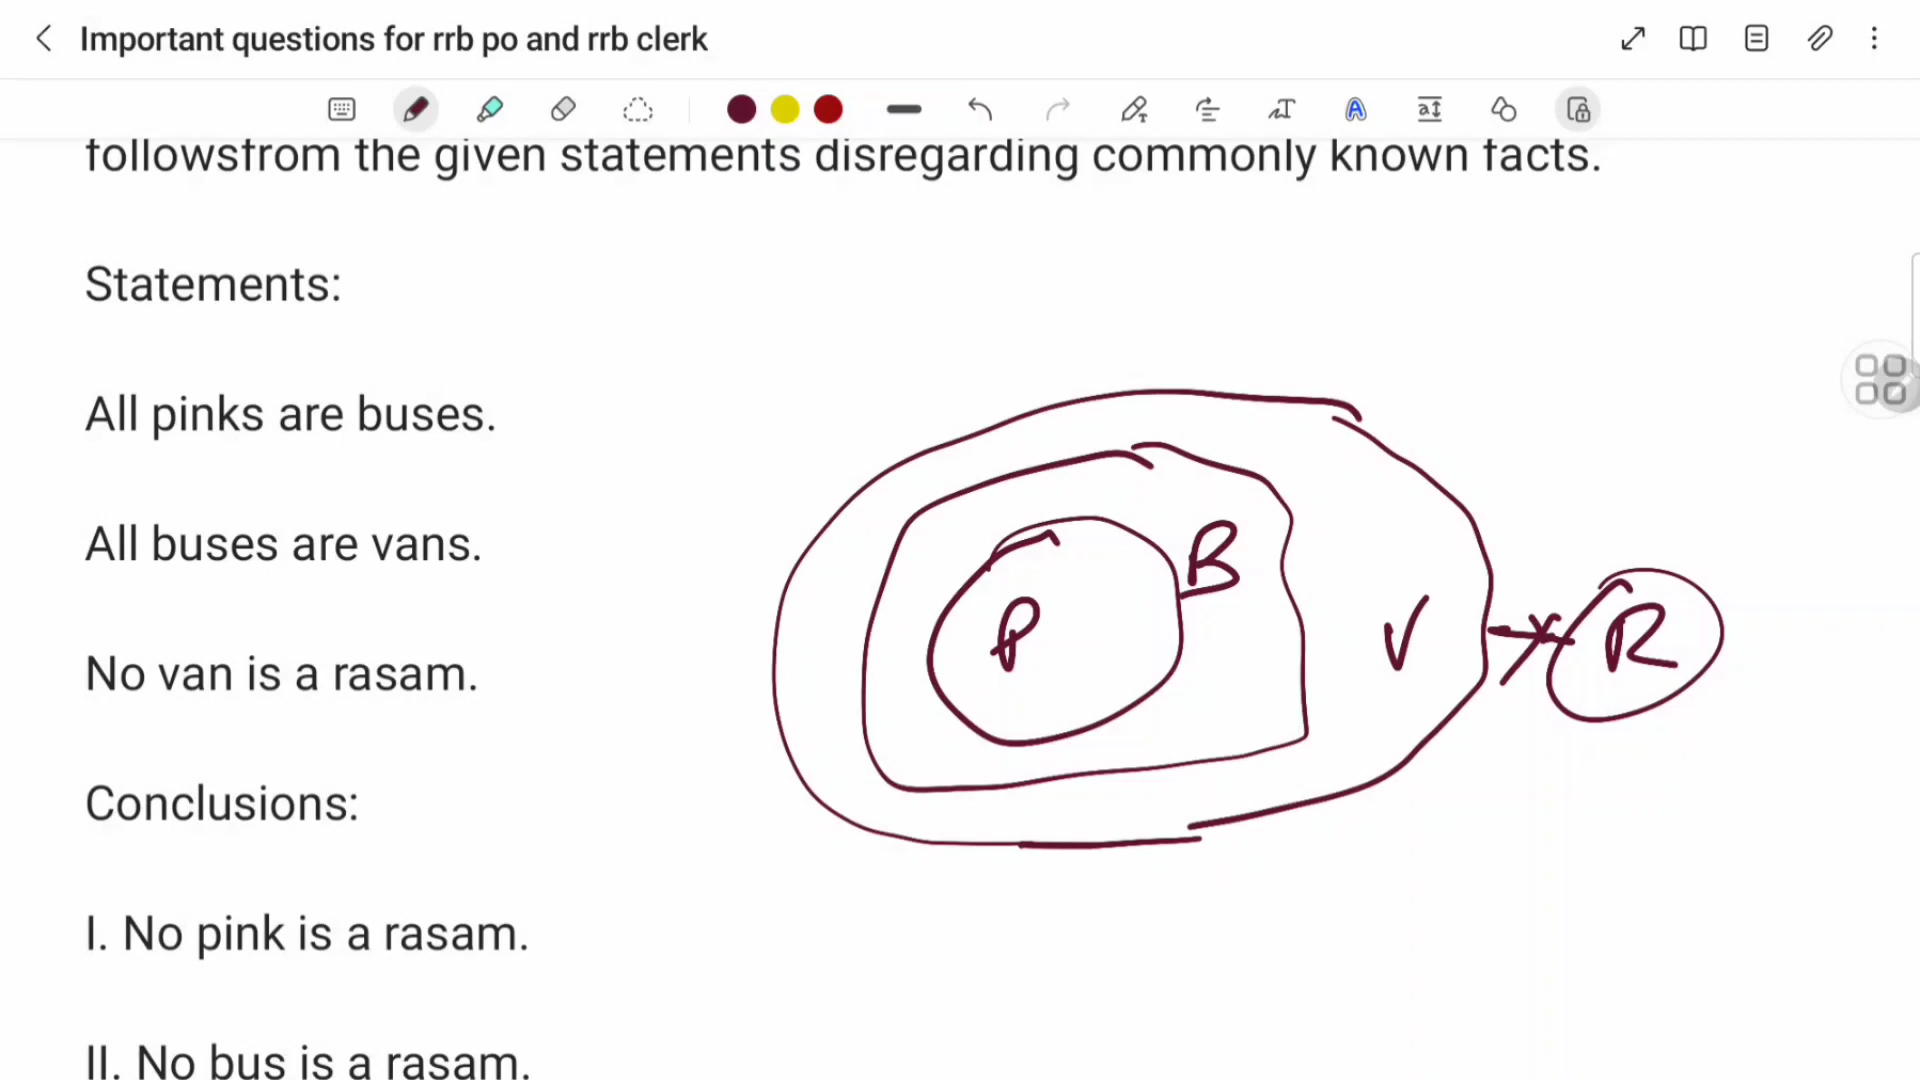 Important questions for rrb po and rrb clerk
followsfrom the given statements disregarding commonly known facts.
Statements:
All pinks are buses.
All buses are vans.
No van is a rasam.
P
B
V
R
Conclusions:
I. No pink is a rasam.
II. No bus is a rasam.